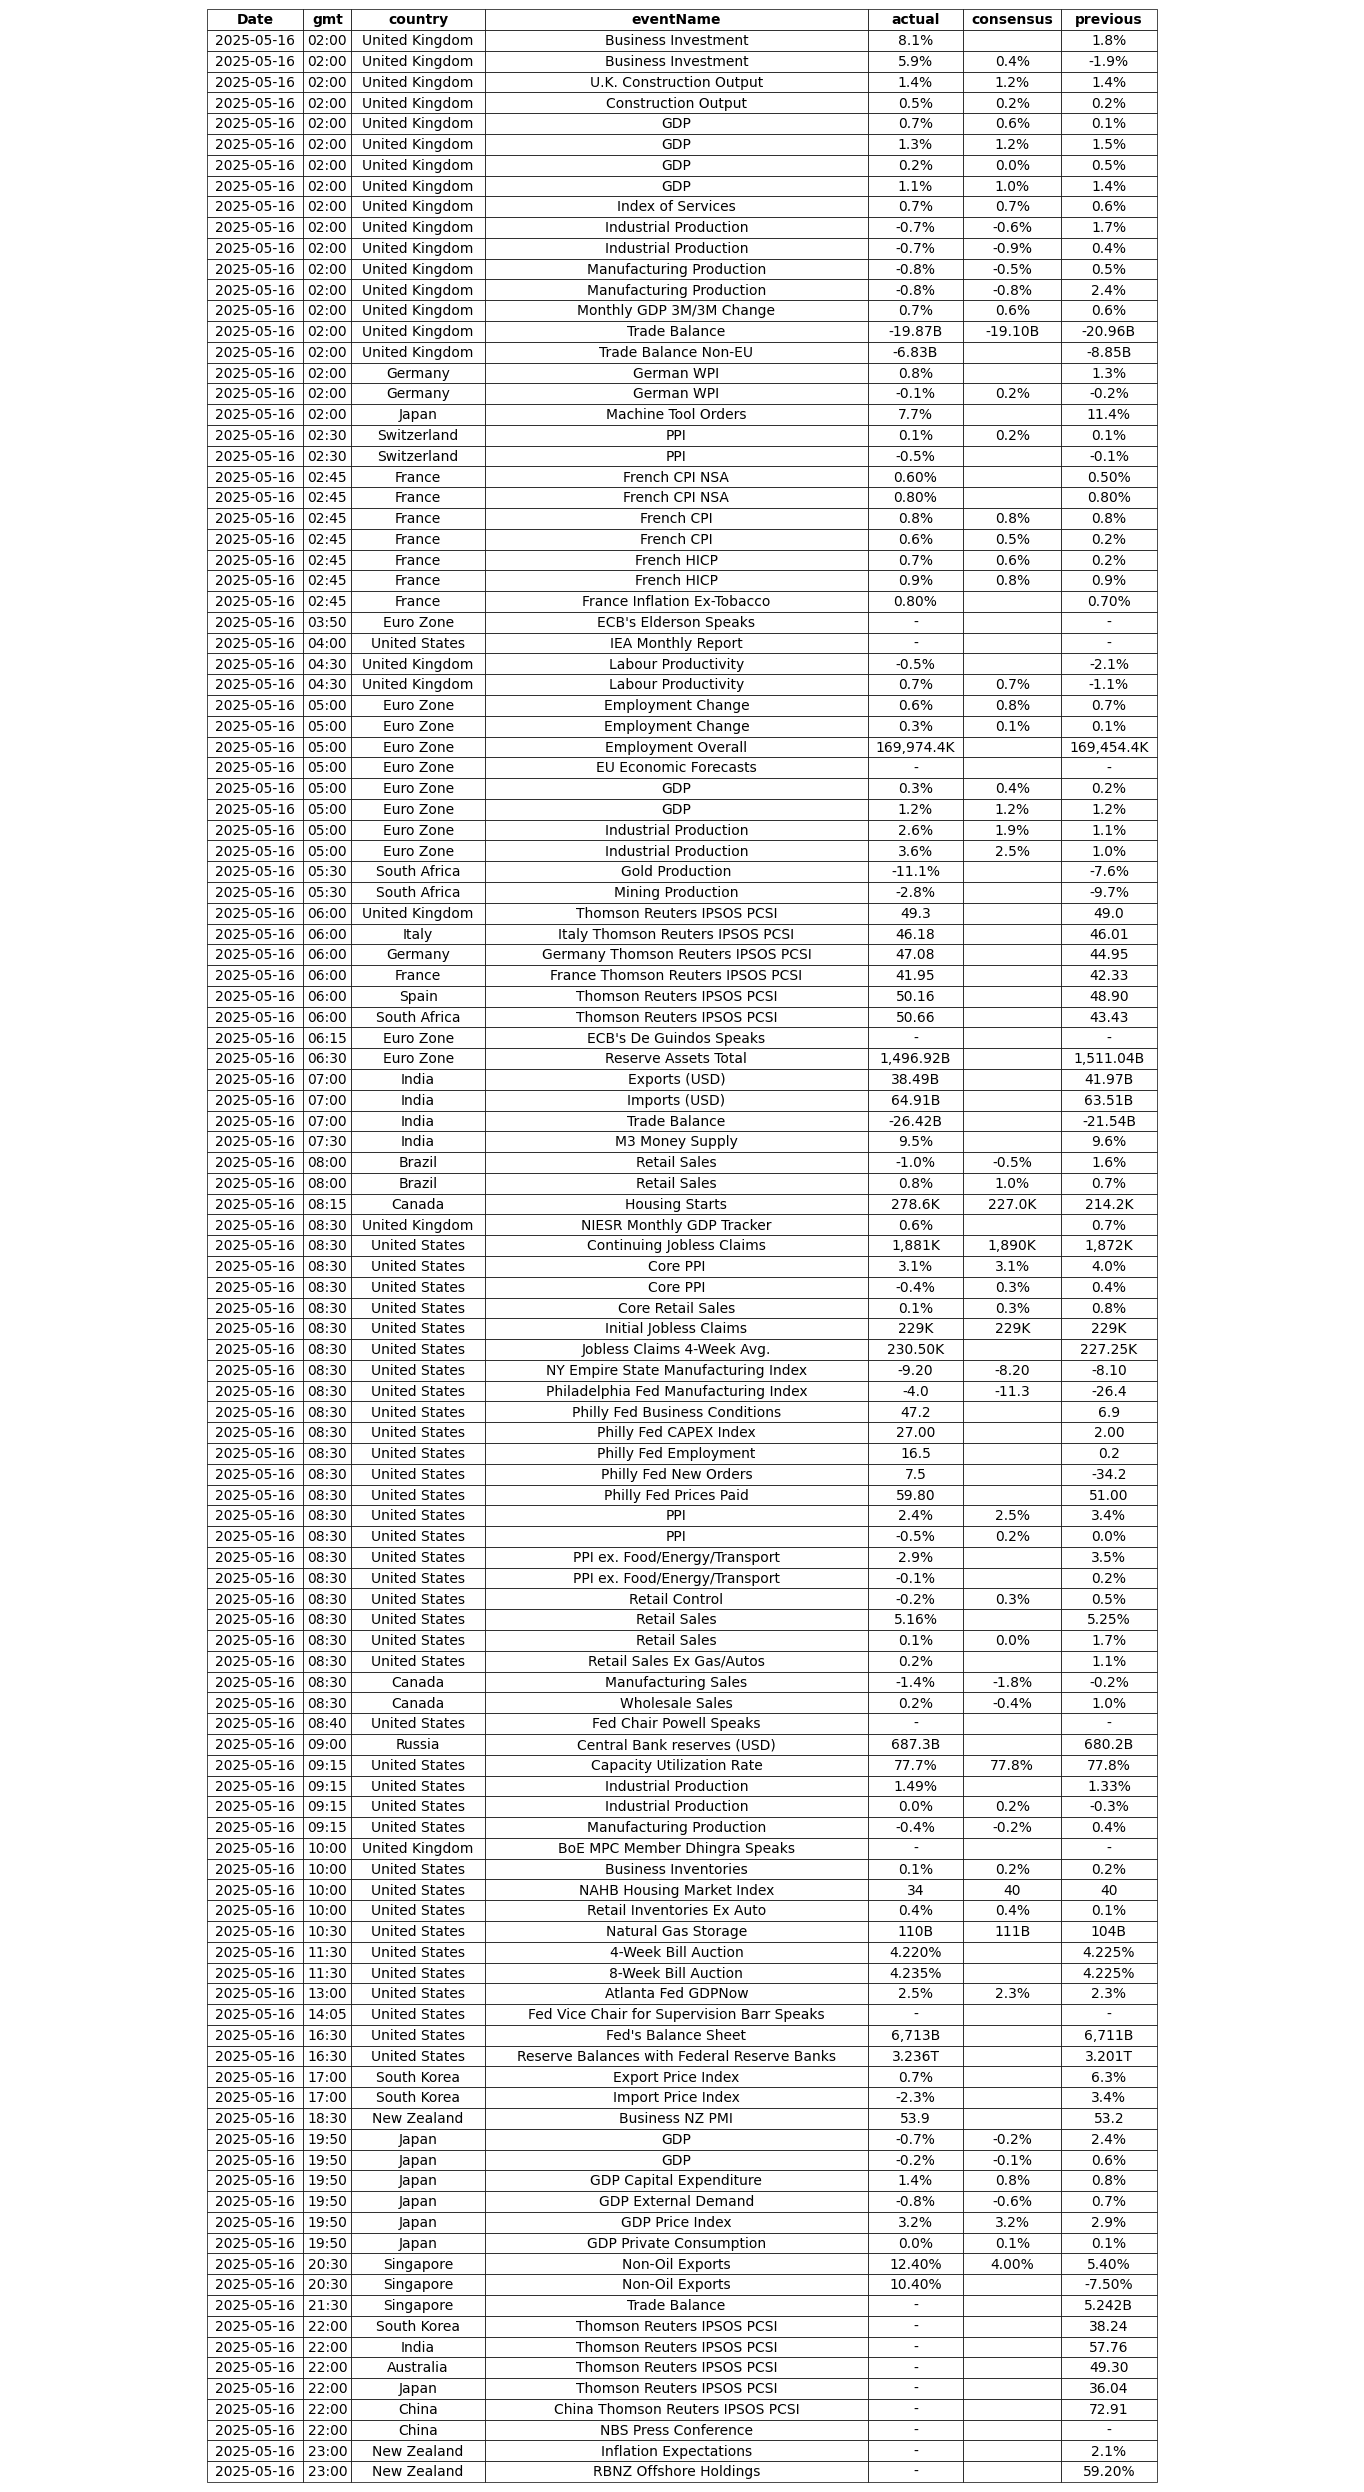 Date gmt country eventName actual consensus previous
2025-05-16 02:00 United Kingdom Business Investment 8.1% 1.8%
2025-05-16 02:00 United Kingdom Business Investment 5.9% 0.4% -1.9%
2025-05-16 02:00 United Kingdom U.K. Construction Output 1.4% 1.2% 1.4%
2025-05-16 02:00 United Kingdom Construction Output 0.5% 0.2% 0.2%
2025-05-16 02:00 United Kingdom GDP 0.7% 0.6% 0.1%
2025-05-16 02:00 United Kingdom GDP 1.3% 1.2% 1.5%
2025-05-16 02:00 United Kingdom GDP 0.2% 0.0% 0.5%
2025-05-16 02:00 United Kingdom GDP 1.1% 1.0% 1.4%
2025-05-16 02:00 United Kingdom Index of Services 0.7% 0.7% 0.6%
2025-05-16 02:00 United Kingdom Industrial Production -0.7% -0.6% 1.7%
2025-05-16 02:00 United Kingdom Industrial Production -0.7% -0.9% 0.4%
2025-05-16 02:00 United Kingdom Manufacturing Production -0.8% -0.5% 0.5%
2025-05-16 02:00 United Kingdom Manufacturing Production -0.8% -0.8% 2.4%
2025-05-16 02:00 United Kingdom Monthly GDP 3M/3M Change 0.7% 0.6% 0.6%
2025-05-16 02:00 United Kingdom Trade Balance -19.87B -19.10B -20.96B
2025-05-16 02:00 United Kingdom Trade Balance Non-EU -6.83B -8.85B
2025-05-16 02:00 Germany German WPI 0.8% 1.3%
2025-05-16 02:00 Germany German WPI -0.1% 0.2% -0.2%
2025-05-16 02:00 Japan Machine Tool Orders 7.7% 11.4%
2025-05-16 02:30 Switzerland PPI 0.1% 0.2% 0.1%
2025-05-16 02:30 Switzerland PPI -0.5% -0.1%
2025-05-16 02:45 France French CPI NSA 0.60% 0.50%
2025-05-16 02:45 France French CPI NSA 0.80% 0.80%
2025-05-16 02:45 France French CPI 0.8% 0.8% 0.8%
2025-05-16 02:45 France French CPI 0.6% 0.5% 0.2%
2025-05-16 02:45 France French HICP 0.7% 0.6% 0.2%
2025-05-16 02:45 France French HICP 0.9% 0.8% 0.9%
2025-05-16 02:45 France France Inflation Ex-Tobacco 0.80% 0.70%
2025-05-16 03:50 Euro Zone ECB's Elderson Speaks - -
2025-05-16 04:00 United States IEA Monthly Report - -
2025-05-16 04:30 United Kingdom Labour Productivity -0.5% -2.1%
2025-05-16 04:30 United Kingdom Labour Productivity 0.7% 0.7% -1.1%
2025-05-16 05:00 Euro Zone Employment Change 0.6% 0.8% 0.7%
2025-05-16 05:00 Euro Zone Employment Change 0.3% 0.1% 0.1%
2025-05-16 05:00 Euro Zone Employment Overall 169,974.4K 169,454.4K
2025-05-16 05:00 Euro Zone EU Economic Forecasts - -
2025-05-16 05:00 Euro Zone GDP 0.3% 0.4% 0.2%
2025-05-16 05:00 Euro Zone GDP 1.2% 1.2% 1.2%
2025-05-16 05:00 Euro Zone Industrial Production 2.6% 1.9% 1.1%
2025-05-16 05:00 Euro Zone Industrial Production 3.6% 2.5% 1.0%
2025-05-16 05:30 South Africa Gold Production -11.1% -7.6%
2025-05-16 05:30 South Africa Mining Production -2.8% -9.7%
2025-05-16 06:00 United Kingdom Thomson Reuters IPSOS PCSI 49.3 49.0
2025-05-16 06:00 Italy Italy Thomson Reuters IPSOS PCSI 46.18 46.01
2025-05-16 06:00 Germany Germany Thomson Reuters IPSOS PCSI 47.08 44.95
2025-05-16 06:00 France France Thomson Reuters IPSOS PCSI 41.95 42.33
2025-05-16 06:00 Spain Thomson Reuters IPSOS PCSI 50.16 48.90
2025-05-16 06:00 South Africa Thomson Reuters IPSOS PCSI 50.66 43.43
2025-05-16 06:15 Euro Zone ECB's De Guindos Speaks - -
2025-05-16 06:30 Euro Zone Reserve Assets Total 1,496.92B 1,511.04B
2025-05-16 07:00 India Exports (USD) 38.49B 41.97B
2025-05-16 07:00 India Imports (USD) 64.91B 63.51B
2025-05-16 07:00 India Trade Balance -26.42B -21.54B
2025-05-16 07:30 India M3 Money Supply 9.5% 9.6%
2025-05-16 08:00 Brazil Retail Sales -1.0% -0.5% 1.6%
2025-05-16 08:00 Brazil Retail Sales 0.8% 1.0% 0.7%
2025-05-16 08:15 Canada Housing Starts 278.6K 227.0K 214.2K
2025-05-16 08:30 United Kingdom NIESR Monthly GDP Tracker 0.6% 0.7%
2025-05-16 08:30 United States Continuing Jobless Claims 1,881K 1,890K 1,872K
2025-05-16 08:30 United States Core PPI 3.1% 3.1% 4.0%
2025-05-16 08:30 United States Core PPI -0.4% 0.3% 0.4%
2025-05-16 08:30 United States Core Retail Sales 0.1% 0.3% 0.8%
2025-05-16 08:30 United States Initial Jobless Claims 229K 229K 229K
2025-05-16 08:30 United States Jobless Claims 4-Week Avg. 230.50K 227.25K
2025-05-16 08:30 United States NY Empire State Manufacturing Index -9.20 -8.20 -8.10
2025-05-16 08:30 United States Philadelphia Fed Manufacturing Index -4.0 -11.3 -26.4
2025-05-16 08:30 United States Philly Fed Business Conditions 47.2 6.9
2025-05-16 08:30 United States Philly Fed CAPEX Index 27.00 2.00
2025-05-16 08:30 United States Philly Fed Employment 16.5 0.2
2025-05-16 08:30 United States Philly Fed New Orders 7.5 -34.2
2025-05-16 08:30 United States Philly Fed Prices Paid 59.80 51.00
2025-05-16 08:30 United States PPI 2.4% 2.5% 3.4%
2025-05-16 08:30 United States PPI -0.5% 0.2% 0.0%
2025-05-16 08:30 United States PPI ex. Food/Energy/Transport 2.9% 3.5%
2025-05-16 08:30 United States PPI ex. Food/Energy/Transport -0.1% 0.2%
2025-05-16 08:30 United States Retail Control -0.2% 0.3% 0.5%
2025-05-16 08:30 United States Retail Sales 5.16% 5.25%
2025-05-16 08:30 United States Retail Sales 0.1% 0.0% 1.7%
2025-05-16 08:30 United States Retail Sales Ex Gas/Autos 0.2% 1.1%
2025-05-16 08:30 Canada Manufacturing Sales -1.4% -1.8% -0.2%
2025-05-16 08:30 Canada Wholesale Sales 0.2% -0.4% 1.0%
2025-05-16 08:40 United States Fed Chair Powell Speaks - -
2025-05-16 09:00 Russia Central Bank reserves (USD) 687.3B 680.2B
2025-05-16 09:15 United States Capacity Utilization Rate 77.7% 77.8% 77.8%
2025-05-16 09:15 United States Industrial Production 1.49% 1.33%
2025-05-16 09:15 United States Industrial Production 0.0% 0.2% -0.3%
2025-05-16 09:15 United States Manufacturing Production -0.4% -0.2% 0.4%
2025-05-16 10:00 United Kingdom BoE MPC Member Dhingra Speaks - -
2025-05-16 10:00 United States Business Inventories 0.1% 0.2% 0.2%
2025-05-16 10:00 United States NAHB Housing Market Index 34 40 40
2025-05-16 10:00 United States Retail Inventories Ex Auto 0.4% 0.4% 0.1%
2025-05-16 10:30 United States Natural Gas Storage 110B 111B 104B
2025-05-16 11:30 United States 4-Week Bill Auction 4.220% 4.225%
2025-05-16 11:30 United States 8-Week Bill Auction 4.235% 4.225%
2025-05-16 13:00 United States Atlanta Fed GDPNow 2.5% 2.3% 2.3%
2025-05-16 14:05 United States Fed Vice Chair for Supervision Barr Speaks - -
2025-05-16 16:30 United States Fed's Balance Sheet 6,713B 6,711B
2025-05-16 16:30 United States Reserve Balances with Federal Reserve Banks 3.236T 3.201T
2025-05-16 17:00 South Korea Export Price Index 0.7% 6.3%
2025-05-16 17:00 South Korea Import Price Index -2.3% 3.4%
2025-05-16 18:30 New Zealand Business NZ PMI 53.9 53.2
2025-05-16 19:50 Japan GDP -0.7% -0.2% 2.4%
2025-05-16 19:50 Japan GDP -0.2% -0.1% 0.6%
2025-05-16 19:50 Japan GDP Capital Expenditure 1.4% 0.8% 0.8%
2025-05-16 19:50 Japan GDP External Demand -0.8% -0.6% 0.7%
2025-05-16 19:50 Japan GDP Price Index 3.2% 3.2% 2.9%
2025-05-16 19:50 Japan GDP Private Consumption 0.0% 0.1% 0.1%
2025-05-16 20:30 Singapore Non-Oil Exports 12.40% 4.00% 5.40%
2025-05-16 20:30 Singapore Non-Oil Exports 10.40% -7.50%
2025-05-16 21:30 Singapore Trade Balance - 5.242B
2025-05-16 22:00 South Korea Thomson Reuters IPSOS PCSI - 38.24
2025-05-16 22:00 India Thomson Reuters IPSOS PCSI - 57.76
2025-05-16 22:00 Australia Thomson Reuters IPSOS PCSI - 49.30
2025-05-16 22:00 Japan Thomson Reuters IPSOS PCSI - 36.04
2025-05-16 22:00 China China Thomson Reuters IPSOS PCSI - 72.91
2025-05-16 22:00 China NBS Press Conference - -
2025-05-16 23:00 New Zealand Inflation Expectations - 2.1%
2025-05-16 23:00 New Zealand RBNZ Offshore Holdings - 59.20%